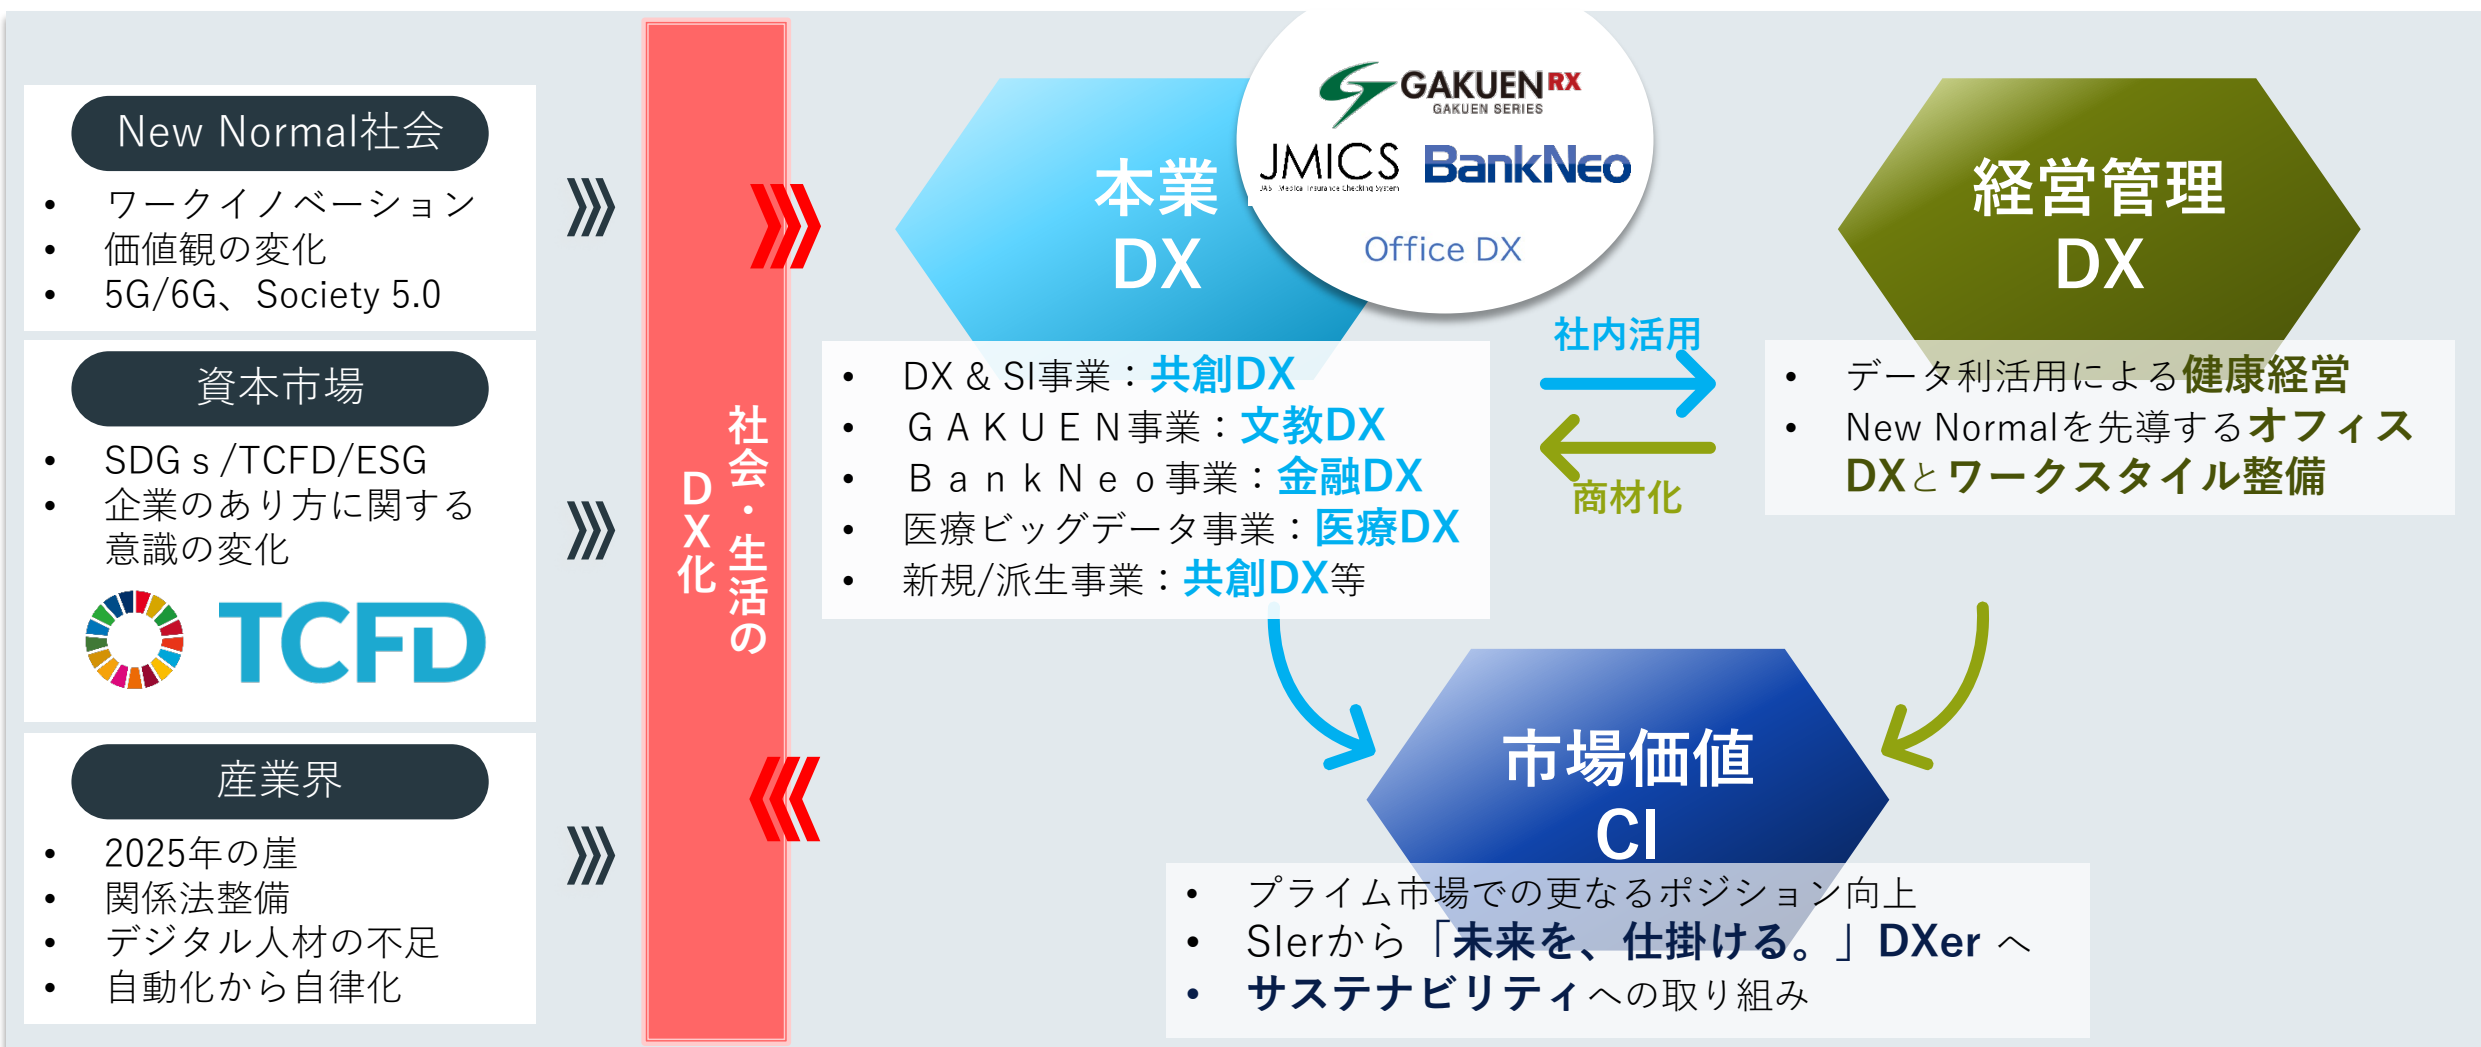 New Normal社会
• ワークイノベーション
• 価値観の変化
• 5G/6G、Society 5.0
資本市場
• SDGｓ/TCFD/ESG
• 企業のあり方に関する
意識の変化
TCFD
産業界
• 2025年の崖
• 関係法整備
• デジタル人材の不足
• 自動化から自律化
社会・生活の
DX化
本業
DX
GAKUEN RX
GAKUEN SERIES
JMICS
BankNeo
Office DX
• DX & SI事業：共創DX
• ＧＡＫＵＥＮ事業：文教DX
• ＢａｎｋＮｅｏ事業：金融DX
• 医療ビッグデータ事業：医療DX
• 新規/派生事業：共創DX等
社内活用
商材化
経営管理
DX
• データ利活用による健康経営
• New Normalを先導するオフィス
DXとワークスタイル整備
市場価値
CI
• プライム市場での更なるポジション向上
• SIerから「未来を、仕掛ける。」DXer へ
• サステナビリティへの取り組み